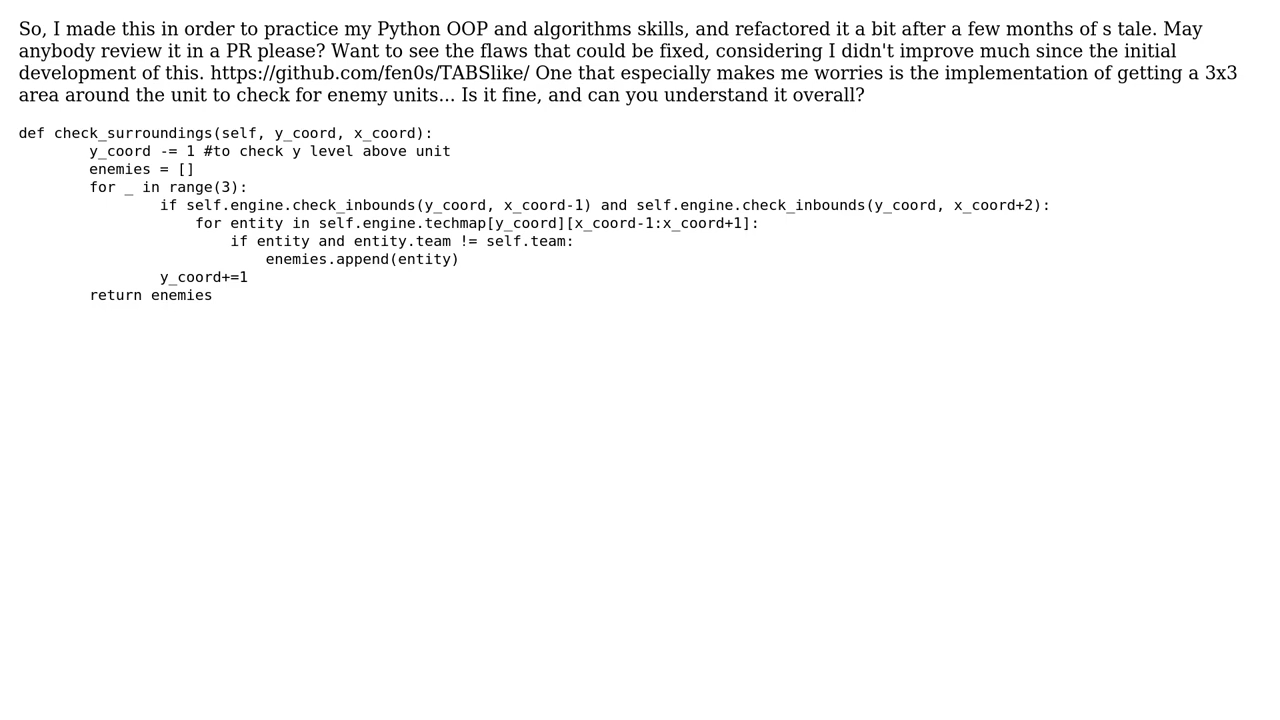 So, I made this in order to practice my Python OOP and algorithms skills, and refactored it a bit after a few months of s tale. May
anybody review it in a PR please? Want to see the flaws that could be fixed, considering I didn't improve much since the initial
development of this. https://github.com/fen0s/TABSlike/ One that especially makes me worries is the implementation of getting a 3x3
area around the unit to check for enemy units... Is it fine, and can you understand it overall?
def check_surroundings(self, y_coord, x_coord):
        y_coord -= 1 #to check y level above unit
        enemies = []
        for _ in range(3):
                if self.engine.check_inbounds(y_coord, x_coord-1) and self.engine.check_inbounds(y_coord, x_coord+2):
                    for entity in self.engine.techmap[y_coord][x_coord-1:x_coord+1]:
                        if entity and entity.team != self.team:
                            enemies.append(entity)
                y_coord+=1
        return enemies